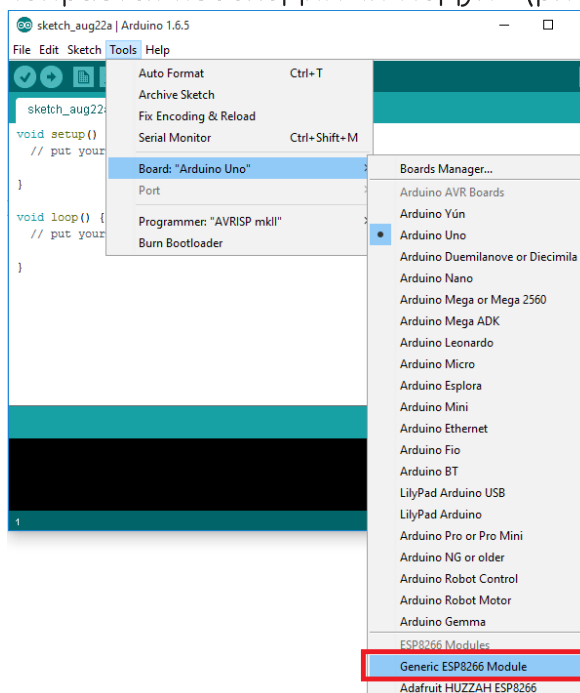 sketch_aug22a | Arduino 1.6.5
File Edit Sketch Tools Help
sketch_aug22a
void setup()
// put your
}
void loop() {
// put your
}
1
Auto Format Ctrl+T
Archive Sketch
Fix Encoding & Reload
Serial Monitor Ctrl+Shift+M
Board: "Arduino Uno"
Port
Programmer: "AVRISP mkII"
Burn Bootloader
Boards Manager...
Arduino AVR Boards
Arduino Yún
Arduino Uno
Arduino Duemilanove or Diecimila
Arduino Nano
Arduino Mega or Mega 2560
Arduino Mega ADK
Arduino Leonardo
Arduino Micro
Arduino Esplora
Arduino Mini
Arduino Ethernet
Arduino Fio
Arduino BT
LilyPad Arduino USB
LilyPad Arduino
Arduino Pro or Pro Mini
Arduino NG or older
Arduino Robot Control
Arduino Robot Motor
Arduino Gemma
ESP8266 Modules
Generic ESP8266 Module
Adafruit HUZZAH ESP8266